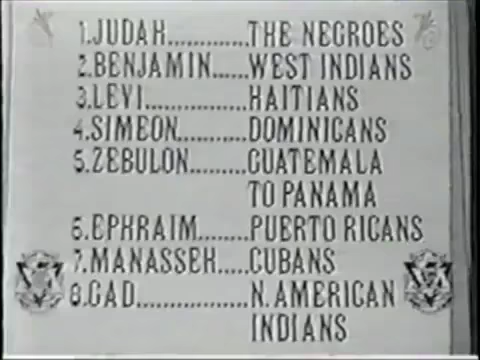 1.JUDAH............THE NEGROES
2.BENJAMIN......WEST INDIANS
3.LEVI...............HAITIANS
4.SIMEON..........DOMINICANS
5.ZEBULON.........GUATEMALA
TO PANAMA
6.EPHRAIM........PUERTO RICANS
7.MANASSEH.....CUBANS
8.GAD................N. AMERICAN
INDIANS